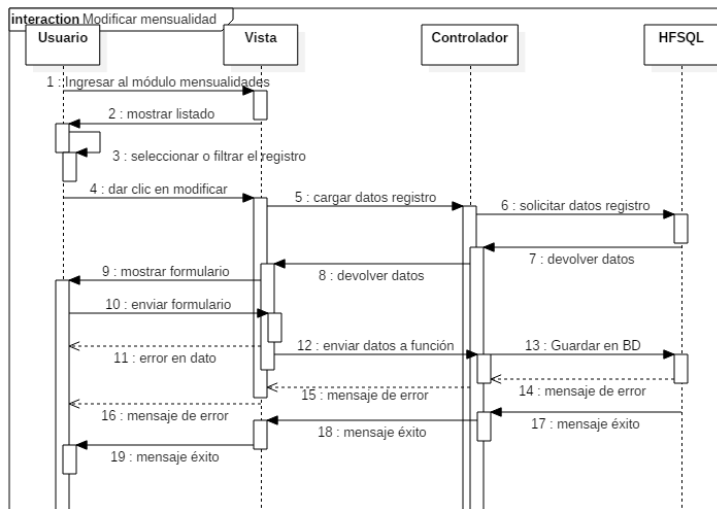 interaction Modificar mensualidad
Usuario
Vista
Controlador
HFSQL
1 : Ingresar al módulo mensualidades
2 : mostrar listado
3 : seleccionar o filtrar el registro
4 : dar clic en modificar
5 : cargar datos registro
6 : solicitar datos registro
7 : devolver datos
8 : devolver datos
9 : mostrar formulario
10 : enviar formulario
11 : error en dato
12 : enviar datos a función
13 : Guardar en BD
14 : mensaje de error
15 : mensaje de error
16 : mensaje de error
17 : mensaje éxito
18 : mensaje éxito
19 : mensaje éxito